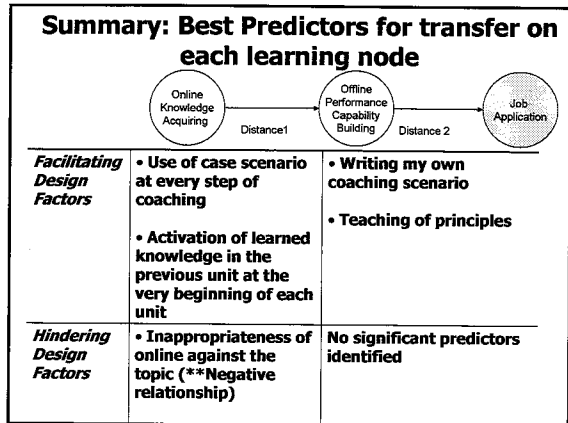 Summary: Best Predictors for transfer on
each learning node
Online
Knowledge
Acquiring
Distance1
Offline
Performance
Capability
Building
Distance 2
Job
Application
Facilitating
Design
Factors
• Use of case scenario
at every step of
coaching
• Activation of learned
knowledge in the
previous unit at the
very beginning of each
unit
• Writing my own
coaching scenario
• Teaching of principles
Hindering
Design
Factors
• Inappropriateness of
online against the
topic (**Negative
relationship)
No significant predictors
identified